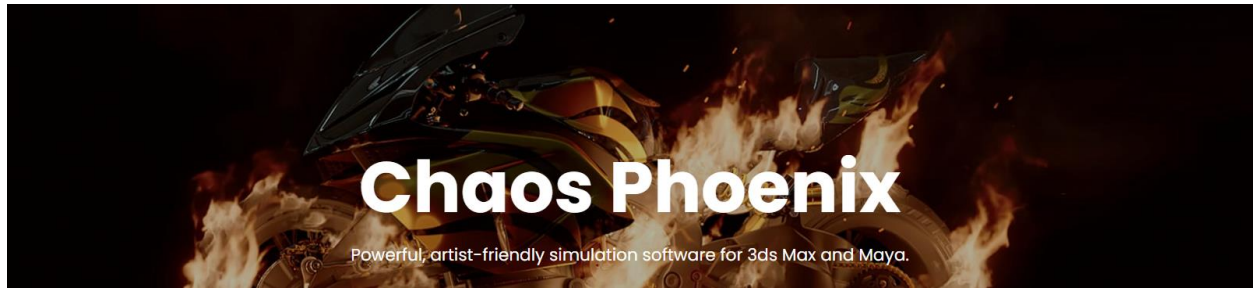 Chaos Phoenix
Powerful, artist-friendly simulation software for 3ds Max and Maya.